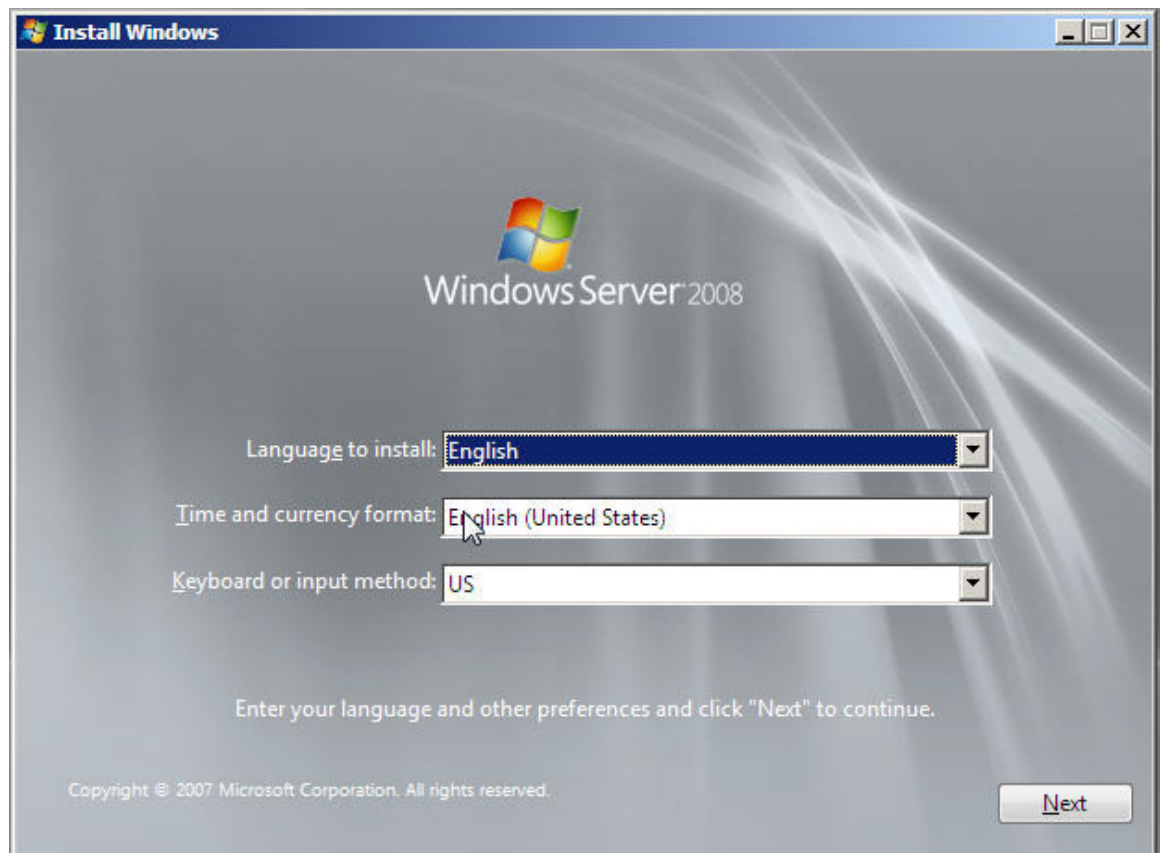 Install Windows
Windows Server 2008
Language to install: English
Time and currency format: English (United States)
Keyboard or input method: US
Enter your language and other preferences and click "Next" to continue.
Copyright © 2007 Microsoft Corporation. All rights reserved.
Next